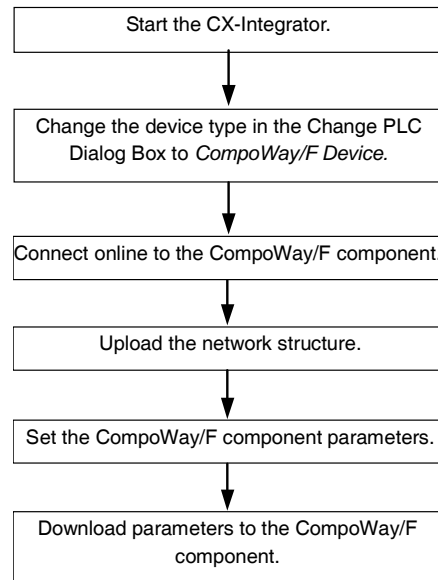 Start the CX-Integrator.
Change the device type in the Change PLC
Dialog Box to CompoWay/F Device.
Connect online to the CompoWay/F component.
Upload the network structure.
Set the CompoWay/F component parameters.
Download parameters to the CompoWay/F
component.